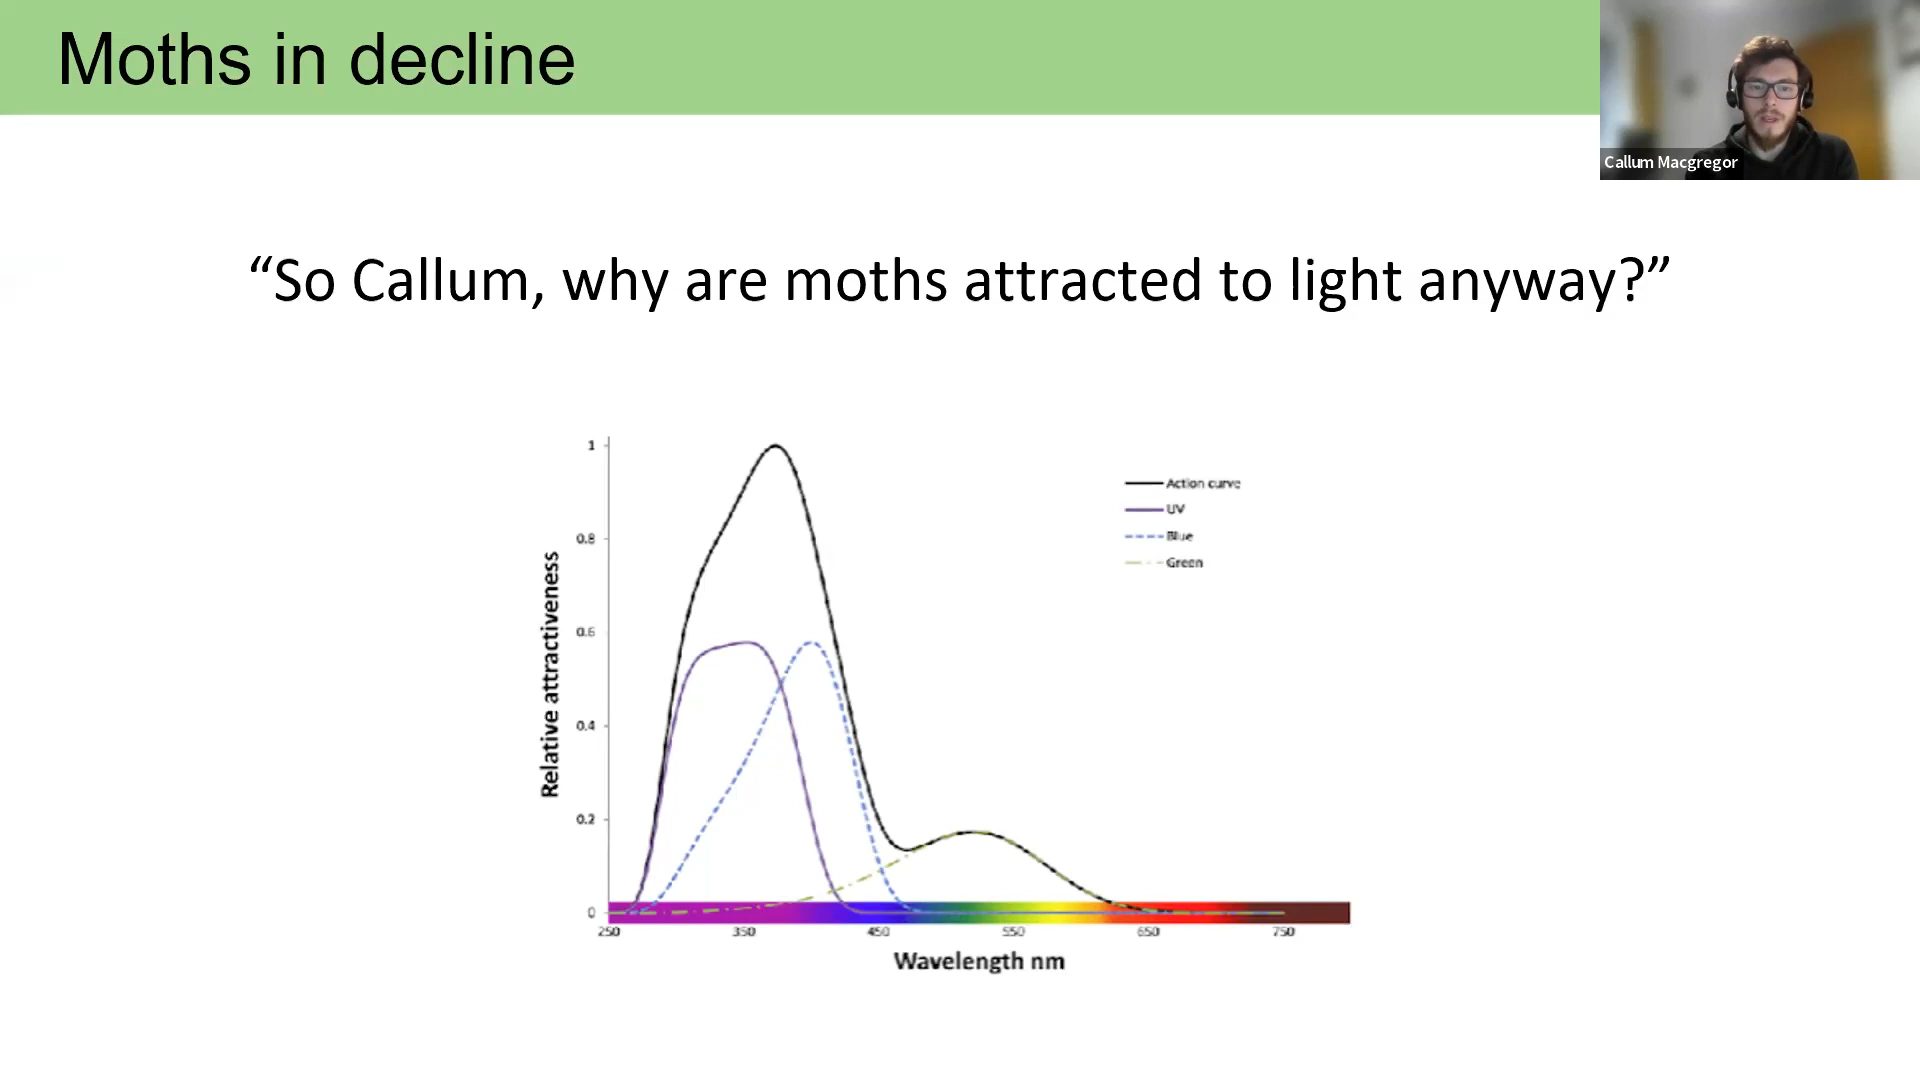 Moths in decline
Callum Macgregor
“So Callum, why are moths attracted to light anyway?”
1
0.8
0.6
0.4
0.2
0
Relative attractiveness
Action curve
UV
Blue
Green
250
350
450
550
650
750
Wavelength nm